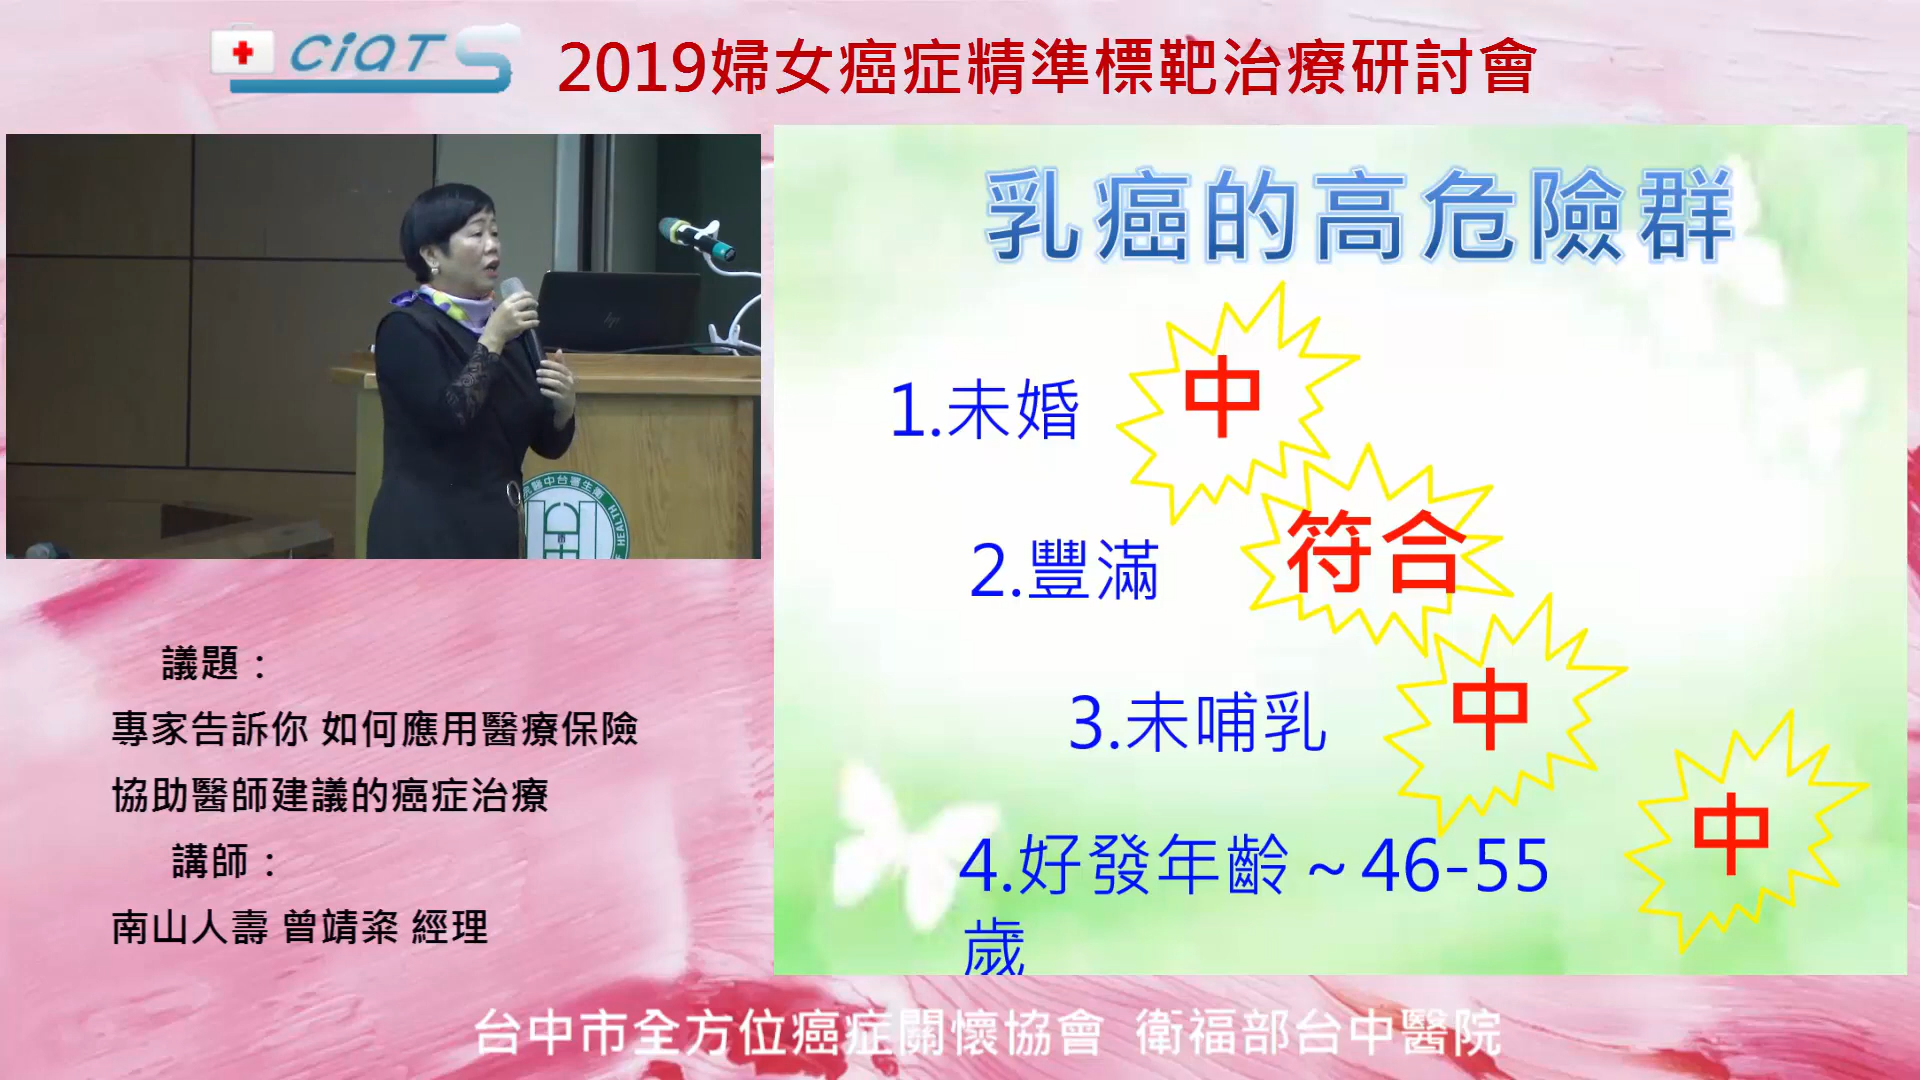 CiQTS
2019婦女癌症精準標靶治療研討會
乳癌的高危險群
1.未婚
中
2.豐滿
符合
3.未哺乳
中
4.好發年齡～46-55
歲
中
hp
HEALTH
議題：
專家告訴你 如何應用醫療保險
協助醫師建議的癌症治療
講師：
南山人壽 曾靖粢 經理
台中市全方位癌症關懷協會 衛福部台中醫院